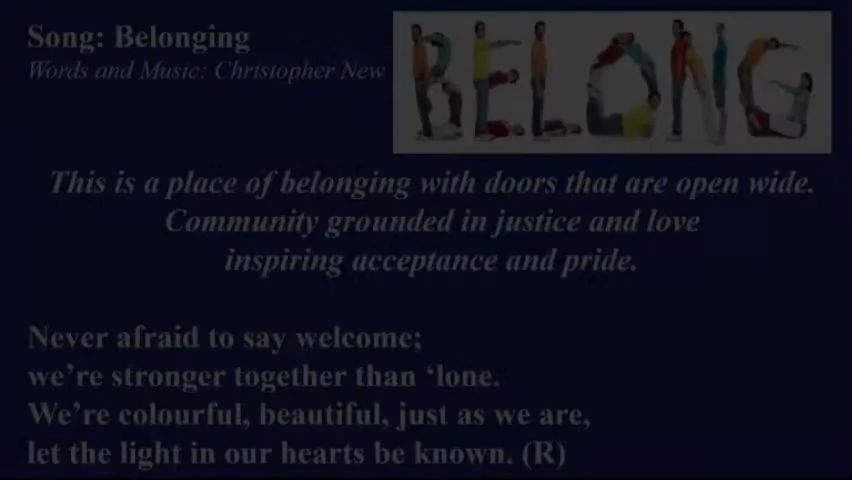 Song: Belonging
Words and Music: Christopher New
BELONG
This is a place of belonging with doors that are open wide.
Community grounded in justice and love
inspiring acceptance and pride.
Never afraid to say welcome;
we’re stronger together than ‘lone.
We’re colourful, beautiful, just as we are,
let the light in our hearts be known. (R)